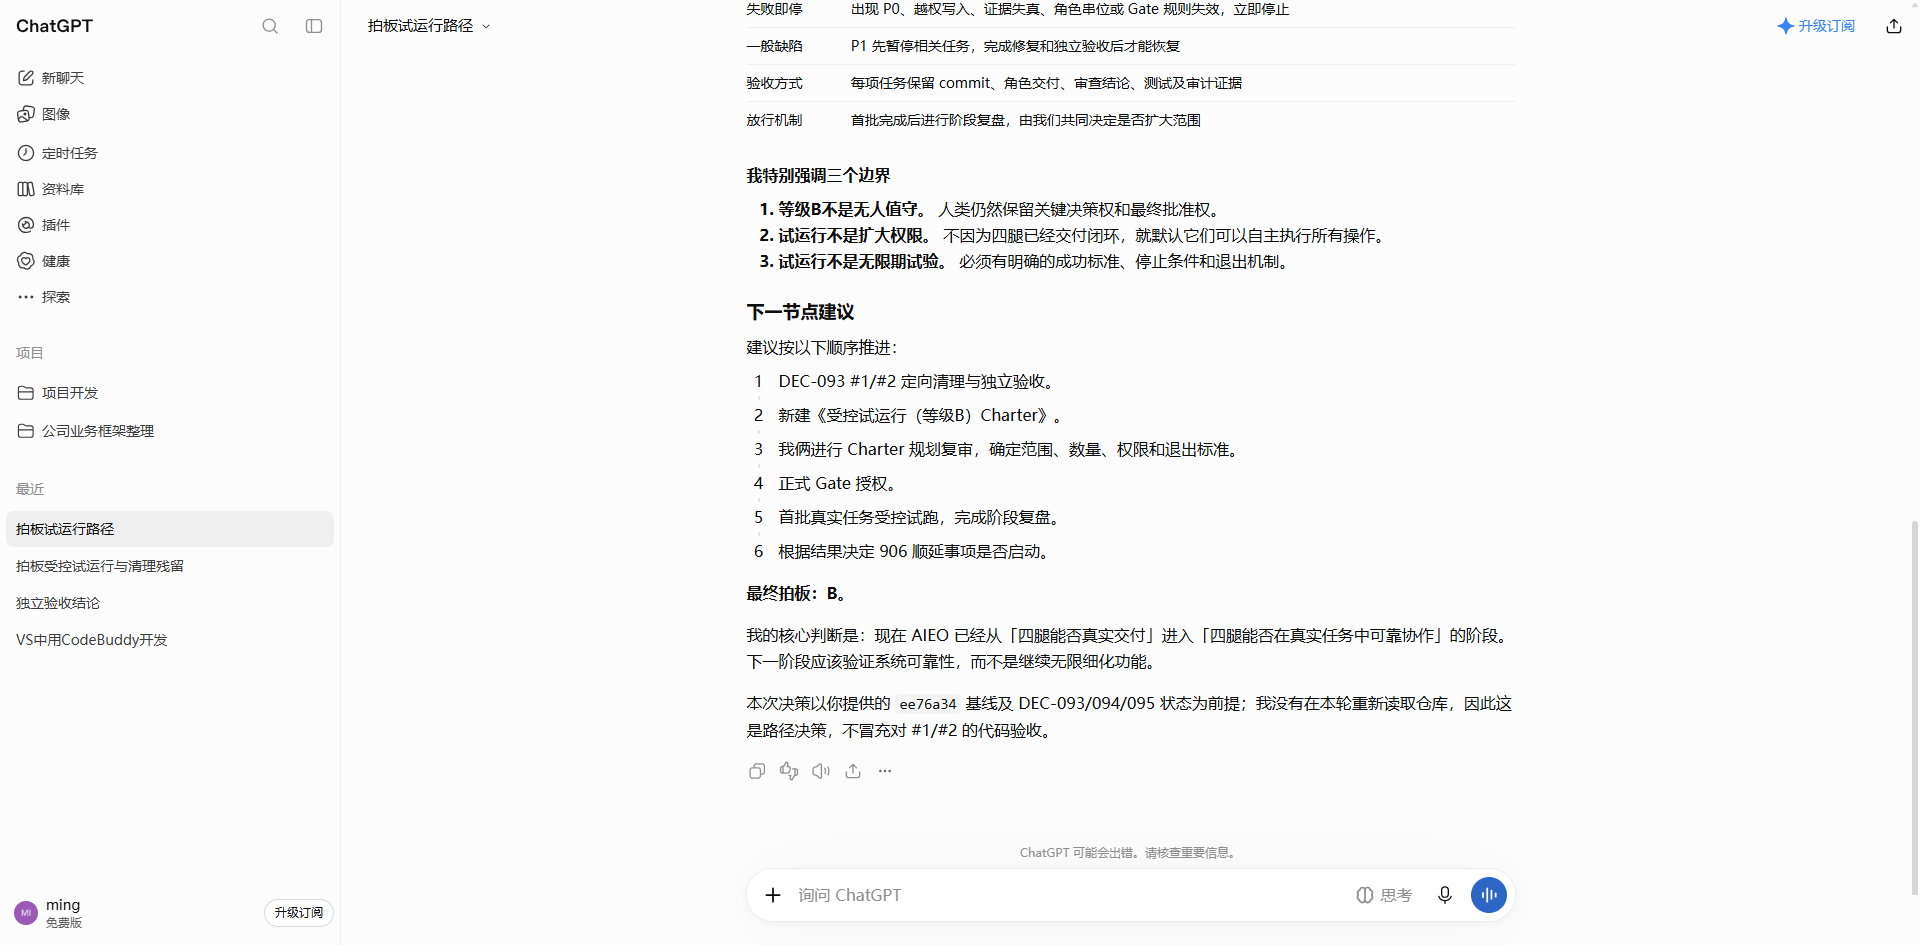 ChatGPT
新聊天
图像
定时任务
资料库
插件
健康
探索
项目
项目开发
公司业务框架整理
最近
拍板试运行路径
拍板受控试运行与清理残留
独立验收结论
VS中用CodeBuddy开发
MI
ming
免费版
升级订阅
拍板试运行路径
升级订阅
失败即停 出现 P0、越权写入、证据失真、角色串位或 Gate 规则失效，立即停止
一般缺陷 P1 先暂停相关任务，完成修复和独立验收后才能恢复
验收方式 每项任务保留 commit、角色交付、审查结论、测试及审计证据
放行机制 首批完成后进行阶段复盘，由我们共同决定是否扩大范围
我特别强调三个边界
1. 等级B不是无人值守。 人类仍然保留关键决策权和最终批准权。
2. 试运行不是扩大权限。 不因为四腿已经交付闭环，就默认它们可以自主执行所有操作。
3. 试运行不是无限期试验。 必须有明确的成功标准、停止条件和退出机制。
下一节点建议
建议按以下顺序推进：
1 DEC-093 #1/#2 定向清理与独立验收。
2 新建《受控试运行（等级B）Charter》。
3 我俩进行 Charter 规划复审，确定范围、数量、权限和退出标准。
4 正式 Gate 授权。
5 首批真实任务受控试跑，完成阶段复盘。
6 根据结果决定 906 顺延事项是否启动。
最终拍板：B。
我的核心判断是：现在 AIEO 已经从「四腿能否真实交付」进入「四腿能否在真实任务中可靠协作」的阶段。
下一阶段应该验证系统可靠性，而不是继续无限细化功能。
本次决策以你提供的 ee76a34 基线及 DEC-093/094/095 状态为前提；我没有在本轮重新读取仓库，因此这
是路径决策，不冒充对 #1/#2 的代码验收。
ChatGPT 可能会出错。请核查重要信息。
询问 ChatGPT
思考